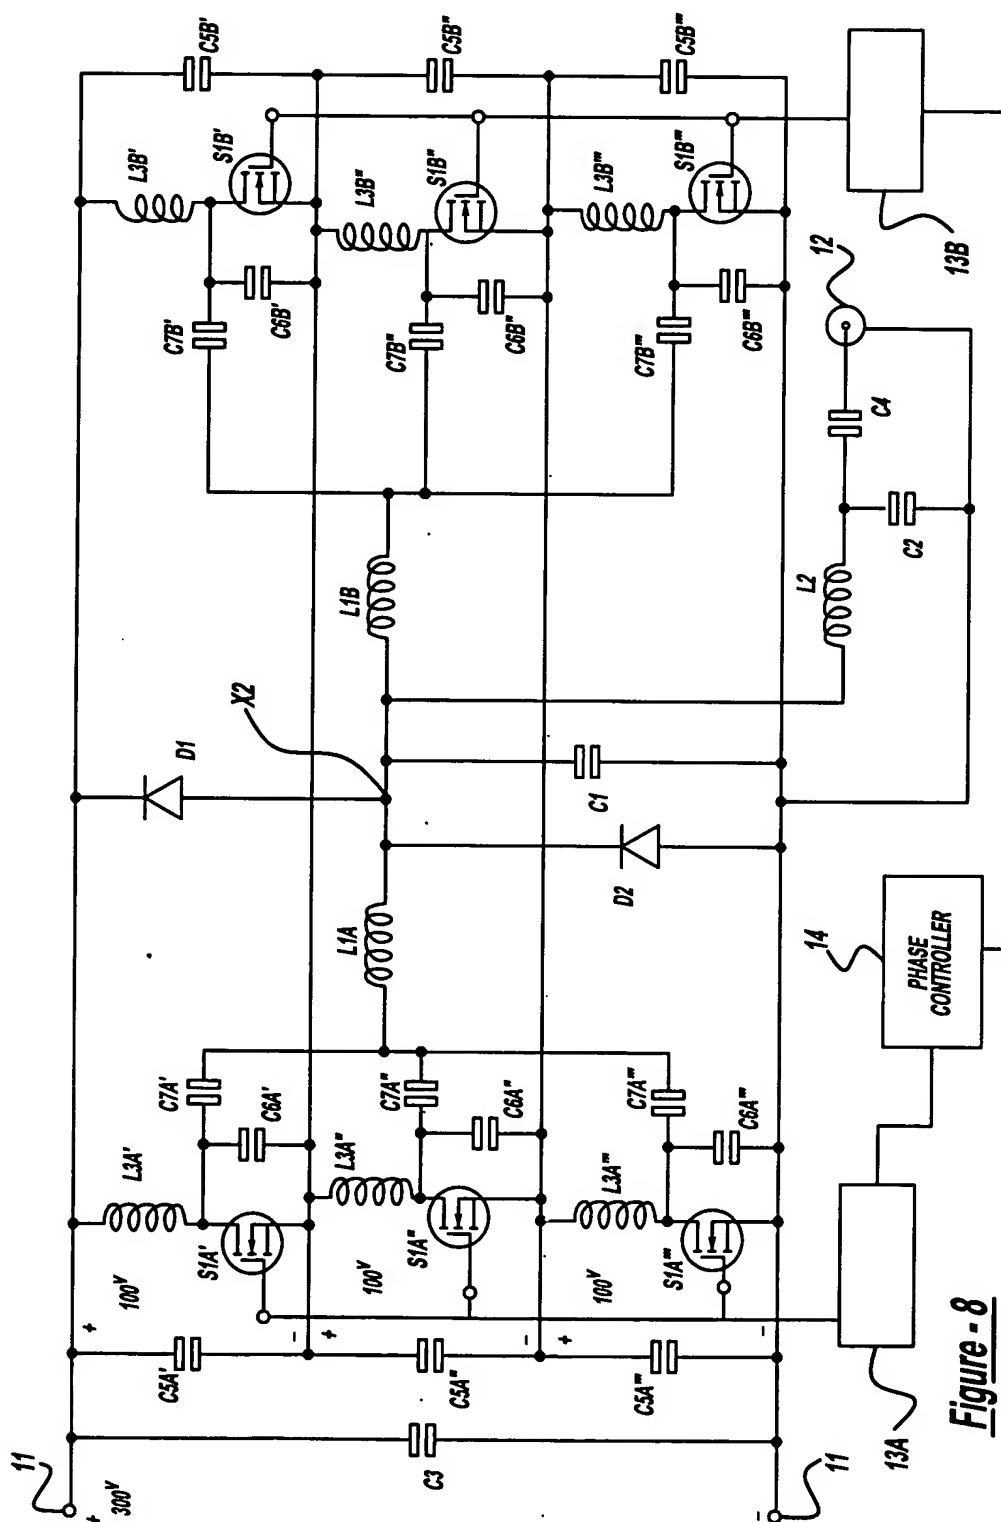 11
+
300V
C3
C5A'
C5A"
C5A'''
+
100V
-
+
100V
-
+
100V
-
S1A'
S1A"
S1A'''
L3A'
L3A"
L3A'''
C7A'
C6A'
C7A"
C6A"
C7A'''
C6A'''
L1A
D1
X2
D2
C1
L1B
L2
C2
C4
12
C7B'
C6B'
C7B"
C6B"
C7B'''
C6B'''
L3B'
L3B"
L3B'''
S1B'
S1B"
S1B'''
C5B'
C5B"
C5B'''
13B
14
PHASE
CONTROLLER
13A
-
11
Figure - 8